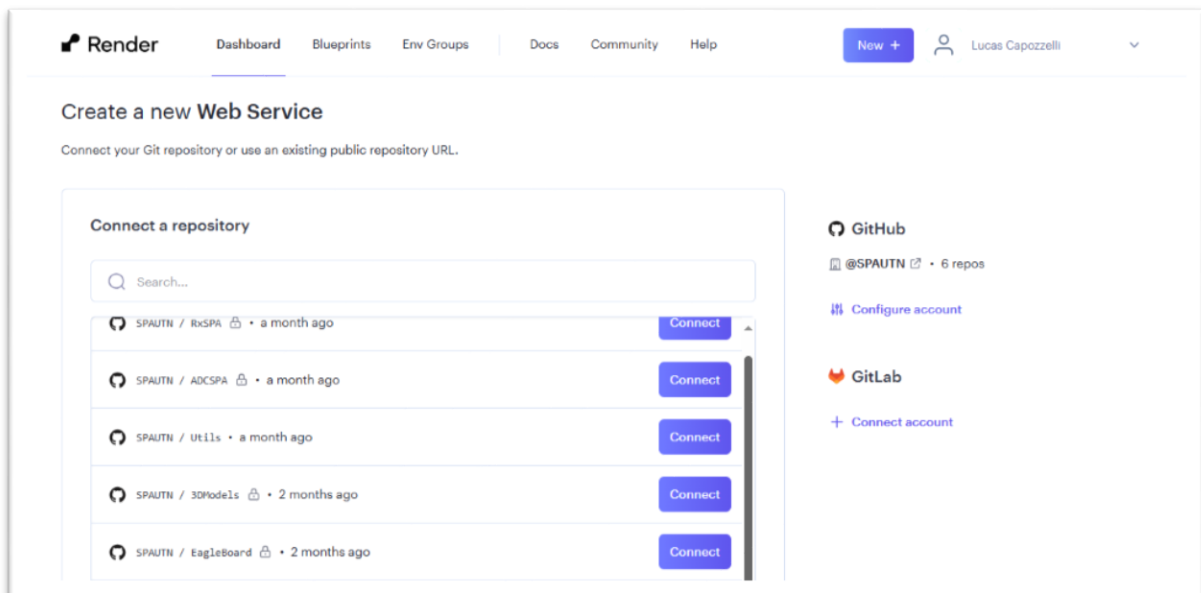 Render Dashboard Blueprints Env Groups Docs Community Help New + Lucas Capozzelli
Create a new Web Service
Connect your Git repository or use an existing public repository URL.
Connect a repository
Search...
SPAUTN / RxSPA • a month ago Connect
SPAUTN / ADCSPA • a month ago Connect
SPAUTN / Utils • a month ago Connect
SPAUTN / 3DModels • 2 months ago Connect
SPAUTN / EagleBoard • 2 months ago Connect
GitHub
@SPAUTN • 6 repos
Configure account
GitLab
+ Connect account